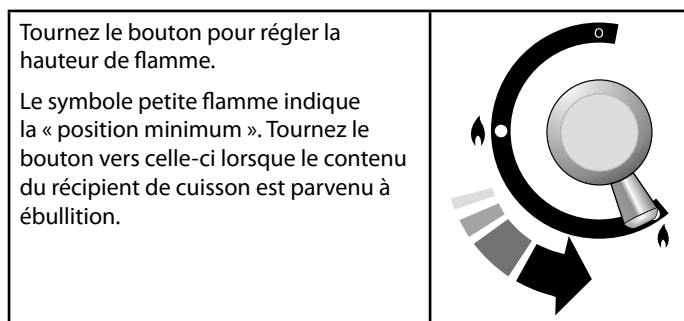 Tournez le bouton pour régler la
hauteur de flamme.
Le symbole petite flamme indique
la « position minimum ». Tournez le
bouton vers celle-ci lorsque le contenu
du récipient de cuisson est parvenu à
ébullition.
O